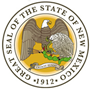 GREAT SEAL OF THE STATE OF NEW MEXICO
•1912•